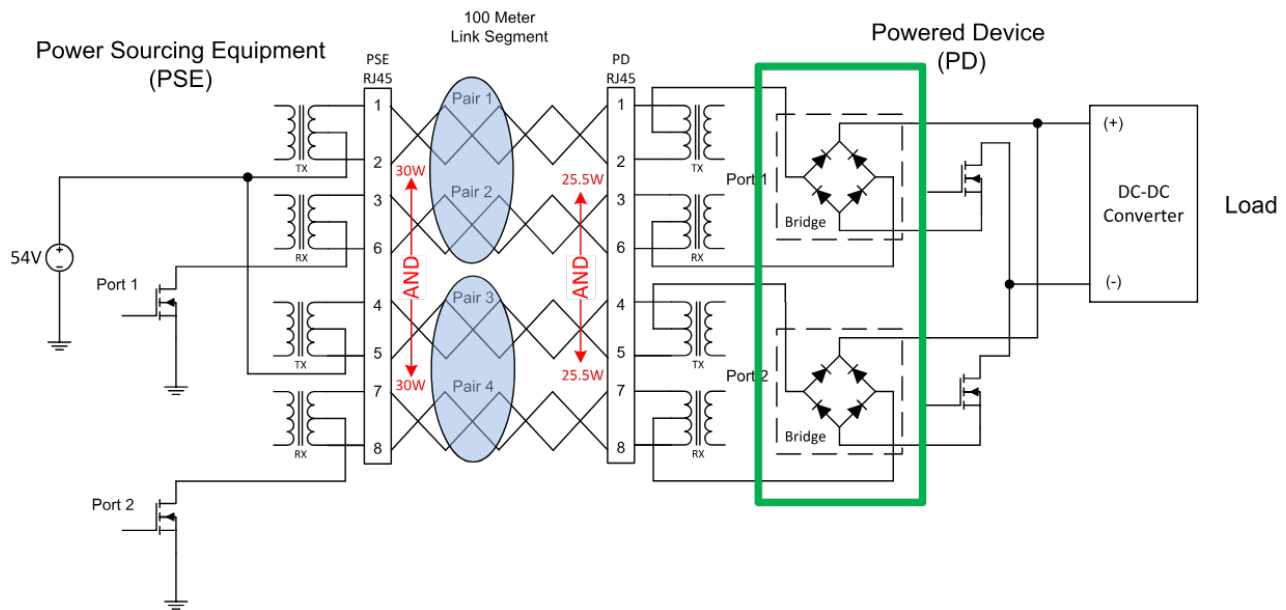 100 Meter
Link Segment
Power Sourcing Equipment
(PSE)
Powered Device
(PD)
PSE
RJ45
PD
RJ45
1
2
3
6
4
5
7
8
TX
RX
TX
RX
Pair 1
Pair 2
Pair 3
Pair 4
30W
AND
30W
25.5W
AND
25.5W
1
2
3
6
4
5
7
8
TX
RX
TX
RX
54V
Port 1
Port 2
Port 1
Port 2
Bridge
Bridge
(+)
DC-DC
Converter
(-)
Load